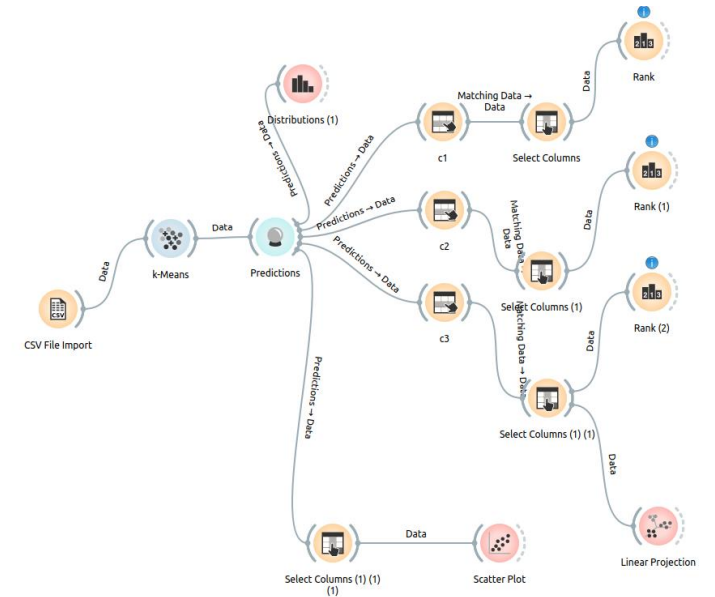 Rank
Data
Matching Data →
Data
Distributions (1)
c1
Select Columns
Predictions → Data
Predictions → Data
Rank (1)
Predictions → Data
c2
Matching Data →
Data
Data
Data
k-Means
Predictions
Predictions → Data
Select Columns (1)
Data
CSV
CSV File Import
c3
Matching Data → Data
Rank (2)
Data
Predictions → Data
Select Columns (1) (1)
Data
Data
Select Columns (1) (1)
(1)
Scatter Plot
Linear Projection